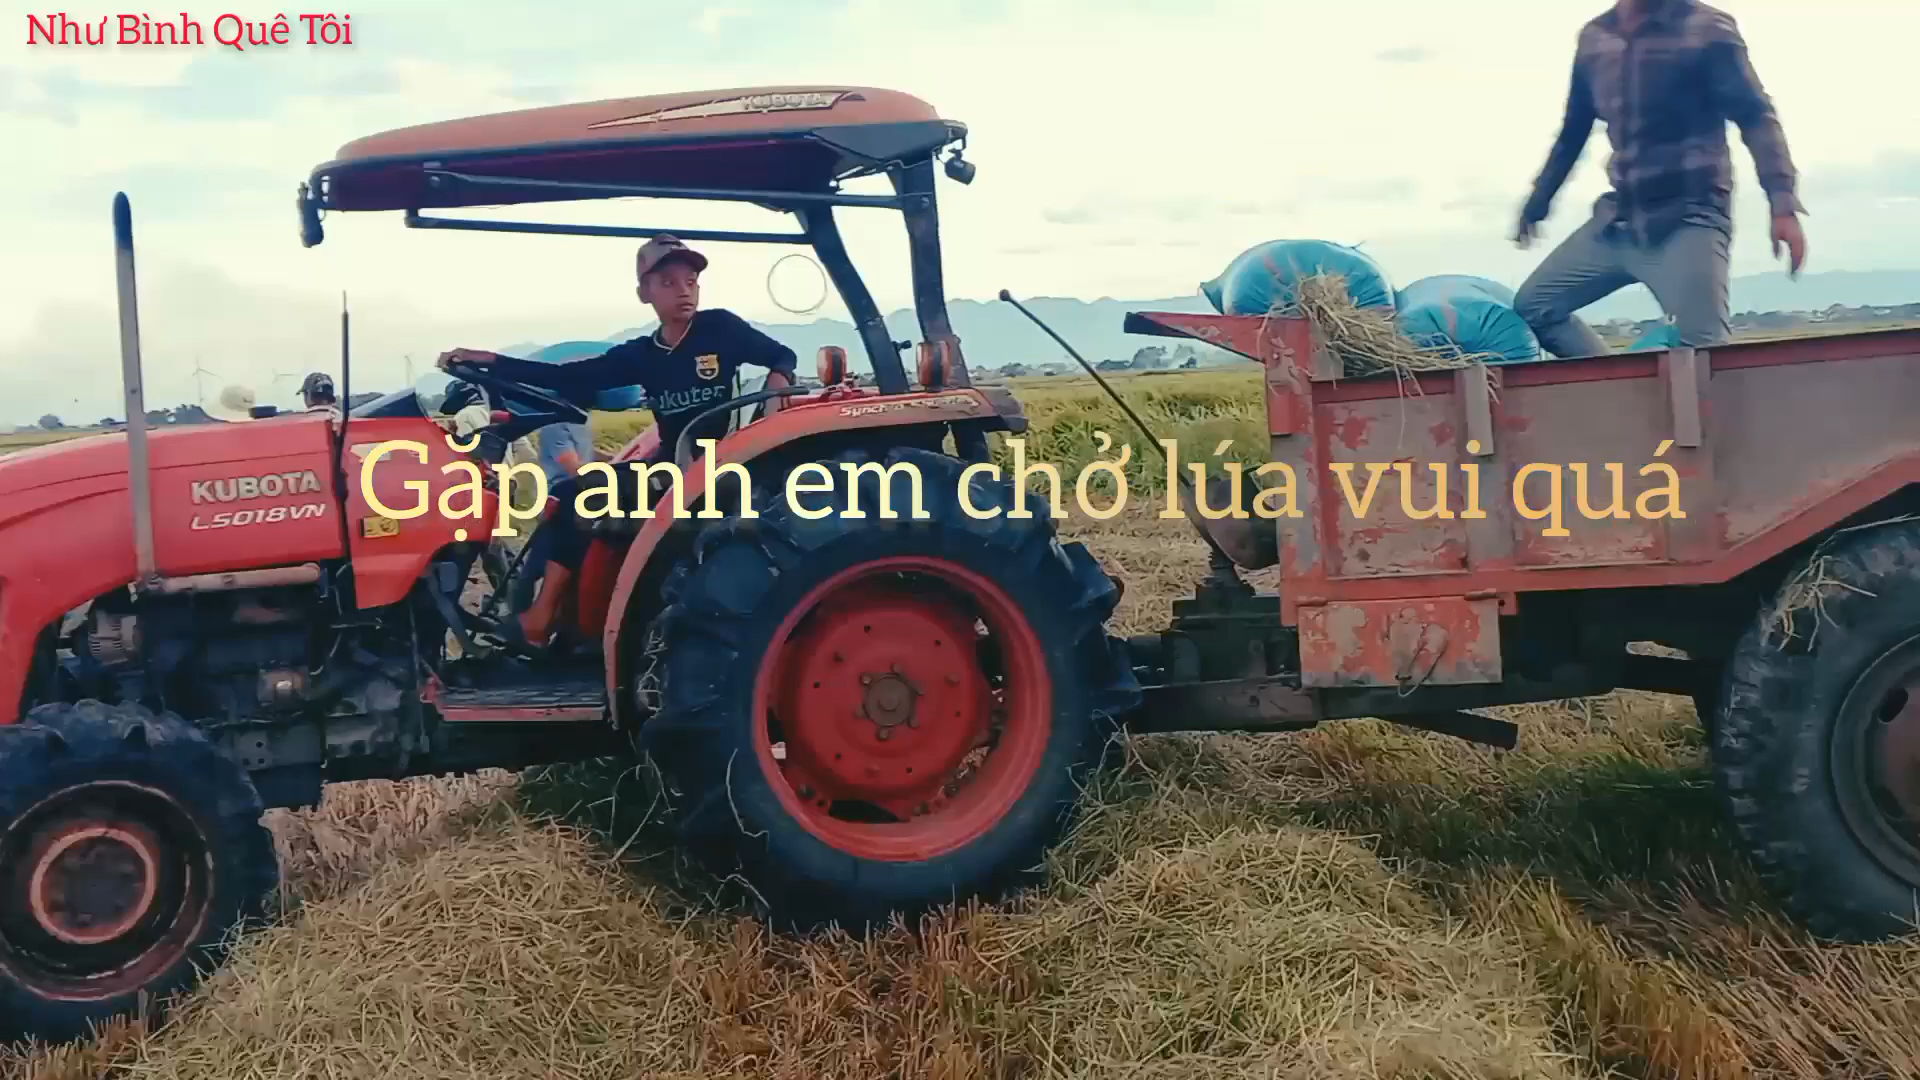 Như Bình Quê Tôi
KUBOTA
Gặp anh em chở lúa vui quá
KUBOTA
L5018VN